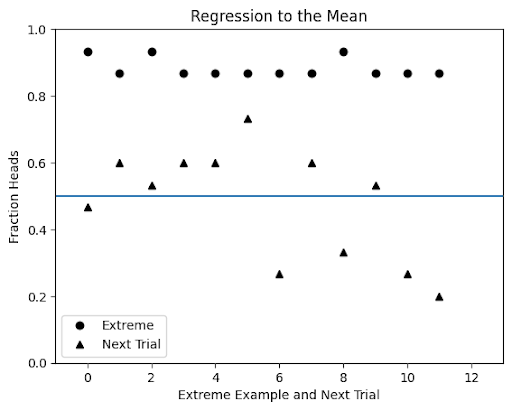 Regression to the Mean
1.0
0.8
0.6
0.4
0.2
0.0
Fraction Heads
Extreme
Next Trial
0 2 4 6 8 10 12
Extreme Example and Next Trial